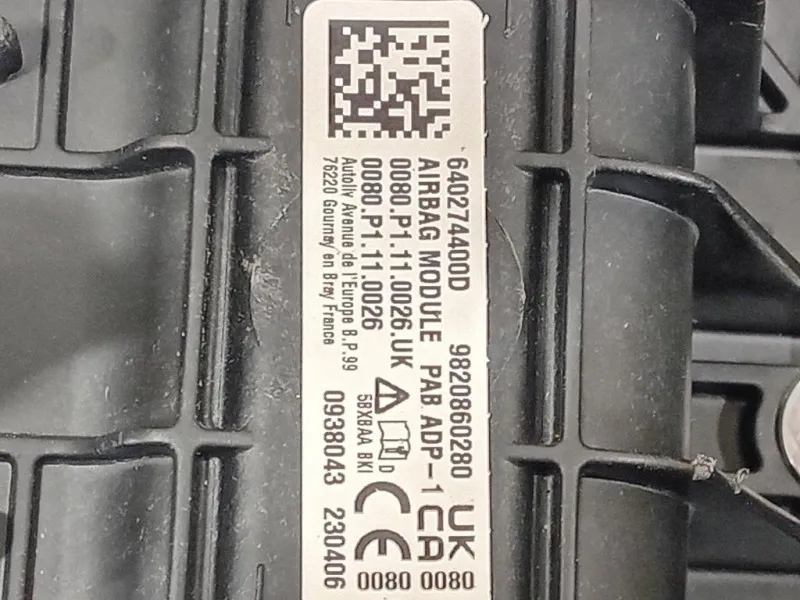 640274400D 9820860280
AIRBAG MODULE PAB ADP-1
0080.P1.11.0026.UK
0080.P1.11.0026
Autoliv Avenue de l'Europe B.P.99
76220 Gournay en Bray France
D
5BXBAA BKI
0938043 230406
UK
CA
CE
0080 0080